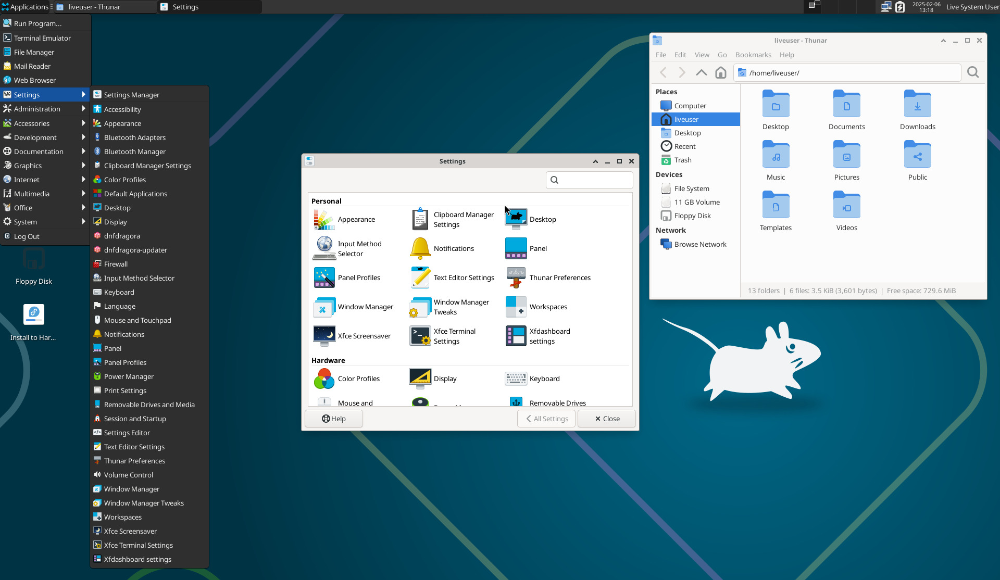 Applications
liveuser - Thunar
Settings
2025-02-06
13:18
Live System User
Run Program...
Terminal Emulator
File Manager
Mail Reader
Web Browser
Settings
Administration
Accessories
Development
Documentation
Graphics
Internet
Multimedia
Office
System
Log Out
Settings Manager
Accessibility
Appearance
Bluetooth Adapters
Bluetooth Manager
Clipboard Manager Settings
Color Profiles
Default Applications
Desktop
Display
dnfdragora
dnfdragora-updater
Firewall
Input Method Selector
Keyboard
Language
Mouse and Touchpad
Notifications
Panel
Panel Profiles
Power Manager
Print Settings
Removable Drives and Media
Session and Startup
Settings Editor
Text Editor Settings
Thunar Preferences
Volume Control
Window Manager
Window Manager Tweaks
Workspaces
Xfce Screensaver
Xfce Terminal Settings
Xfdashboard settings
Floppy Disk
Install to Har...
Settings
Personal
Appearance
Clipboard Manager
Settings
Desktop
Input Method
Selector
Notifications
Panel
Panel Profiles
Text Editor Settings
Thunar Preferences
Window Manager
Window Manager
Tweaks
Workspaces
Xfce Screensaver
Xfce Terminal
Settings
Xfdashboard
settings
Hardware
Color Profiles
Display
Keyboard
Mouse and
Removable Drives
Help
All Settings
Close
liveuser - Thunar
File Edit View Go Bookmarks Help
/home/liveuser/
Places
Computer
liveuser
Desktop
Recent
Trash
Devices
File System
11 GB Volume
Floppy Disk
Network
Browse Network
Desktop
Documents
Downloads
Music
Pictures
Public
Templates
Videos
13 folders | 6 files: 3.5 KiB (3,601 bytes) | Free space: 729.6 MiB